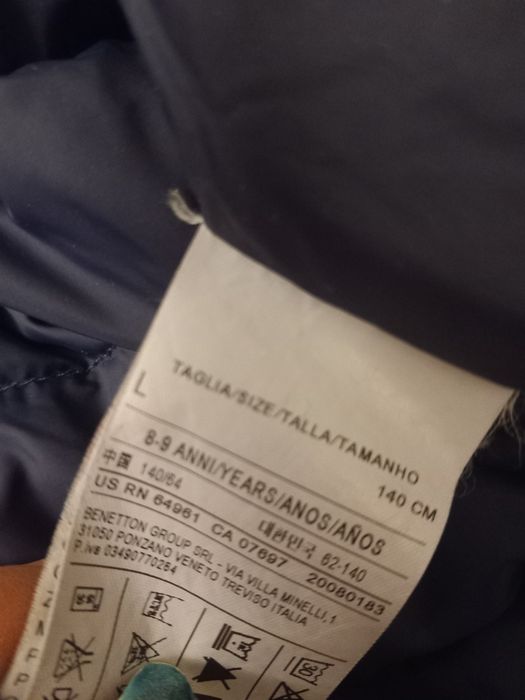 TAGLIA/SIZE/TALLA/TAMANHO
L 140 CM
8-9 ANNI/YEARS/ANOS/AÑOS
中国 140/64 대한민국 62-140
US RN 64961 CA 07697 20080183
BENETTON GROUP SRL - VIA VILLA MINELLI, 1
31050 PONZANO VENETO TREVISO ITALIA
P.IVA 03490770264